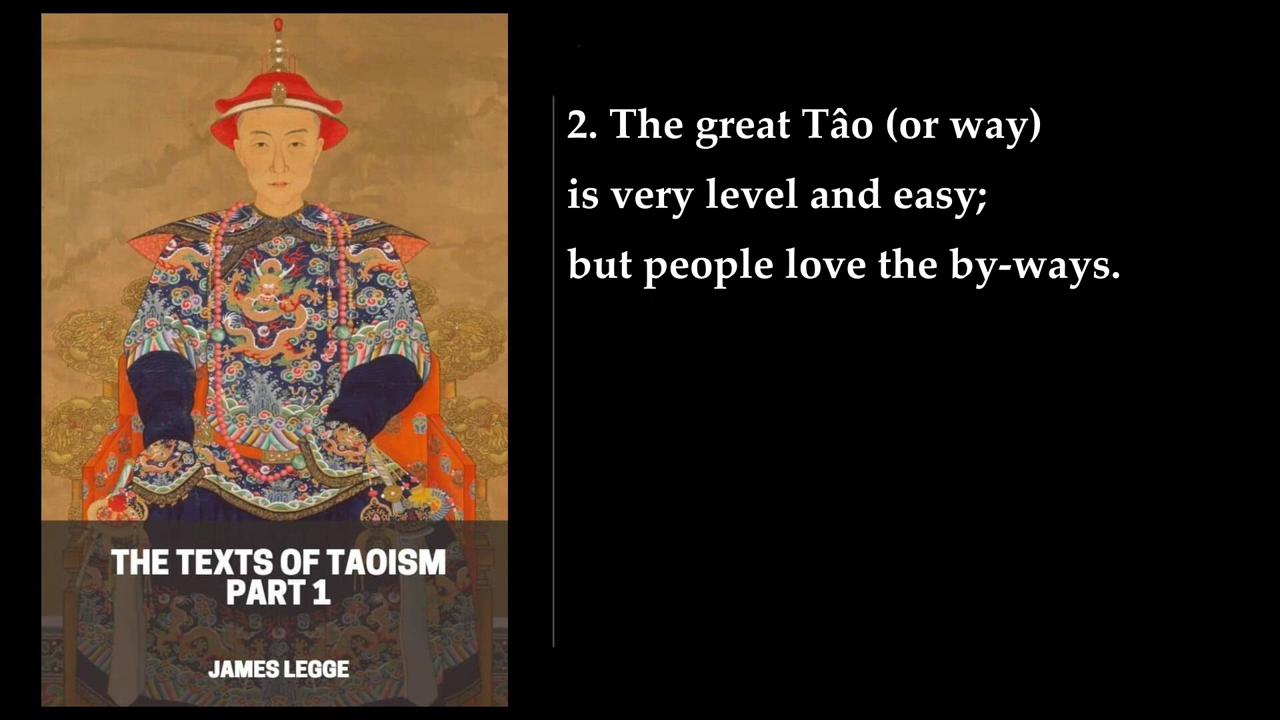 THE TEXTS OF TAOISM
PART 1
JAMES LEGGE
2. The great Tâo (or way)
is very level and easy;
but people love the by-ways.